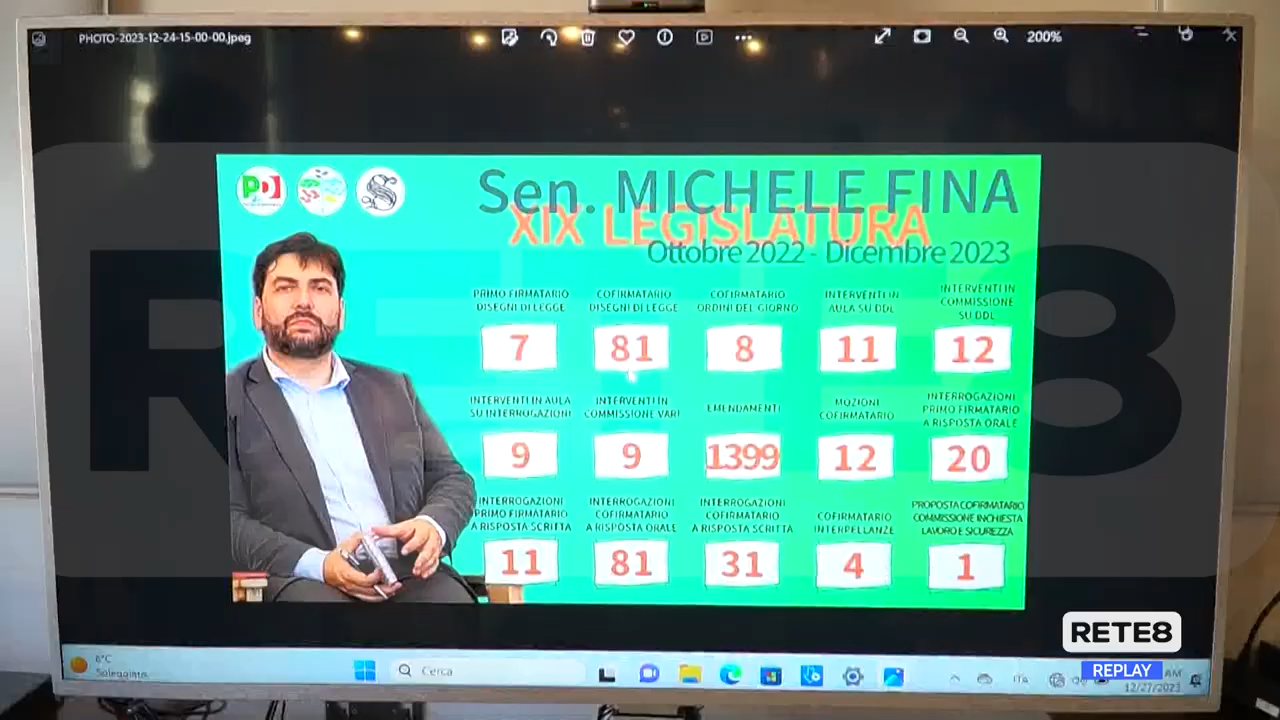 PHOTO-2023-12-24-15-00-00.jpeg
200%
PD
S
Sen. MICHELE FINA
XIX LEGISLATURA
Ottobre 2022 - Dicembre 2023
PRIMO FIRMATARIO
DISEGNI DI LEGGE
7
COFIRMATARIO
DISEGNI DI LEGGE
81
COFIRMATARIO
ORDINI DEL GIORNO
8
INTERVENTI IN
AULA SU DDL
11
INTERVENTI IN
COMMISSIONE
SU DDL
12
INTERVENTI IN AULA
SU INTERROGAZIONI
9
INTERVENTI IN
COMMISSIONE VARI
9
EMENDAMENTI
1399
MOZIONI
COFIRMATARIO
12
INTERROGAZIONI
PRIMO FIRMATARIO
A RISPOSTA ORALE
20
INTERROGAZIONI
PRIMO FIRMATARIO
A RISPOSTA SCRITTA
11
INTERROGAZIONI
COFIRMATARIO
A RISPOSTA ORALE
81
INTERROGAZIONI
COFIRMATARIO
A RISPOSTA SCRITTA
31
COFIRMATARIO
INTERPELLANZE
4
PROPOSTA COFIRMATARIO
COMMISSIONE INCHIESTA
LAVORO E SICUREZZA
1
RETE8
RETE8
REPLAY
6°C
Soleggiato
Cerca
ITA
AM
12/27/2023